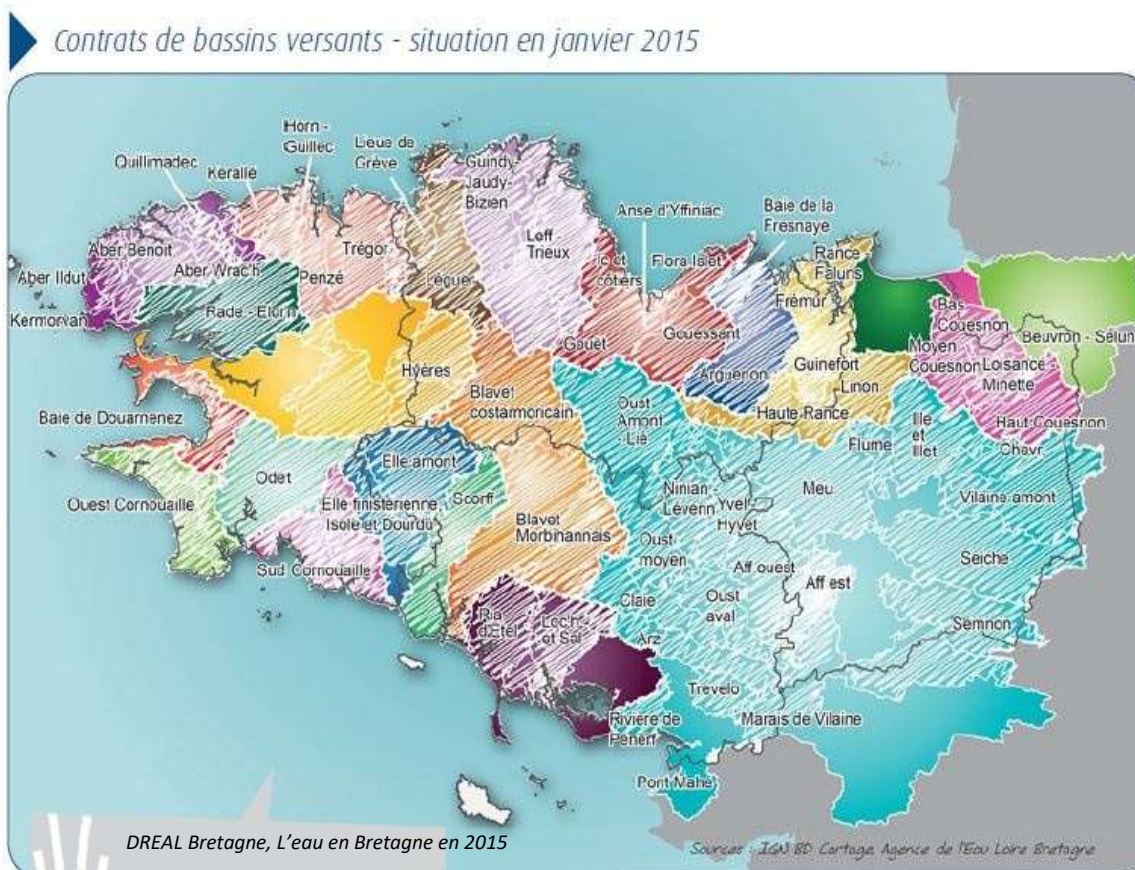 Contrats de bassins versants - situation en janvier 2015
Horn -
Guillec
Lieue de
Grève
Quillimadec
Kerallé
Guindy-
Jaudy-
Bizien
Anse d'Yffiniac
Baie de la
Fresnaye
Aber Benoît
Aber Wrac'h
Trégor
Leff -
Trieux
Ic et
côtiers
Flora Islet
Rance
Faluns
Aber Ildut
Penzé
Léguer
Frémur
Bas
Couesnon
Kermorvan
Rade - Elorn
Gouët
Gouessant
Moyen
Couesnon
Loisance -
Minette
Beuvron - Sélune
Hyères
Arguenon
Guinefort
Linon
Blavet
costarmoricain
Oust
Amont
- Lié
Haute Rance
Haut Couesnon
Baie de Douarnenez
Flume
Ille
et
Illet
Chevr.
Odet
Elle amont
Ouest Cornouaille
Elle finistérienne,
Isole et Dourdu
Scorff
Ninian -
Léverin
Yvel -
Hyvet
Meu
Vilaine amont
Blavet
Morbihannais
Oust
moyen
Seiche
Sud Cornouaille
Aff ouest
Aff est
Claie
Oust
aval
Semnon
Ria
d'Etel
Loc'h
et Sal
Arz
Trevelo
Rivière de
Pénerf
Marais de Vilaine
Pont Mahé
DREAL Bretagne, L'eau en Bretagne en 2015
Sources : IGN BD Cartage, Agence de l'Eau Loire Bretagne